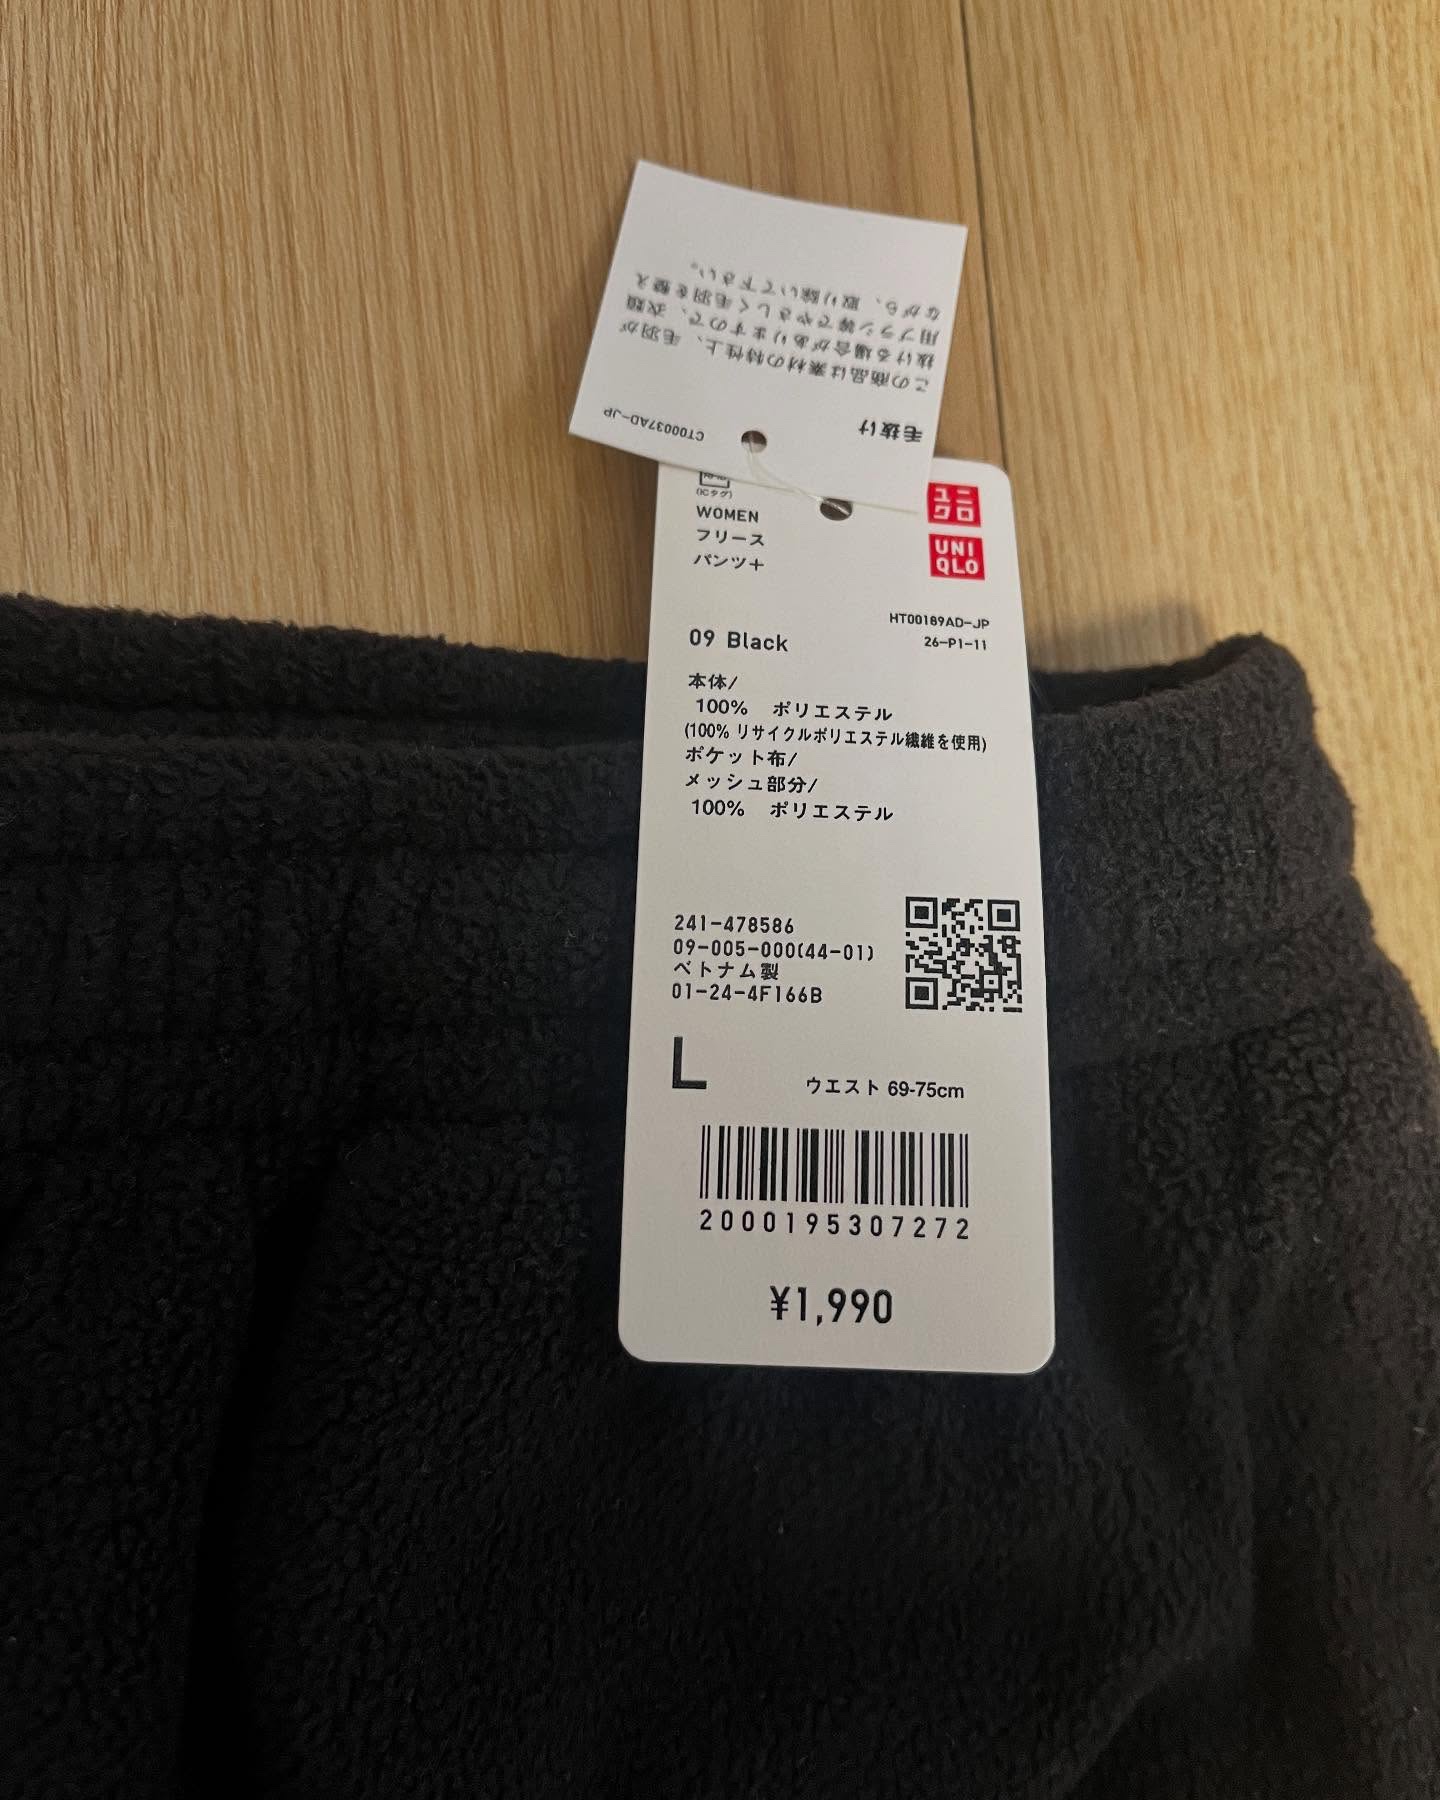 毛抜け
CT00037AD-JP
この商品は素材の特性上、毛羽が
抜ける場合がありますので、衣類
用ブラシ等でやさしく毛羽を整え
ながら、取り除いて下さい。
(ICタグ)
WOMEN
フリース
パンツ+
ユニ
クロ
UNI
QLO
HT00189AD-JP
26-P1-11
09 Black
本体/
100% ポリエステル
(100% リサイクルポリエステル繊維を使用)
ポケット布/
メッシュ部分/
100% ポリエステル
241-478586
09-005-000(44-01)
ベトナム製
01-24-4F166B
L
ウエスト 69-75cm
2000195307272
¥1,990